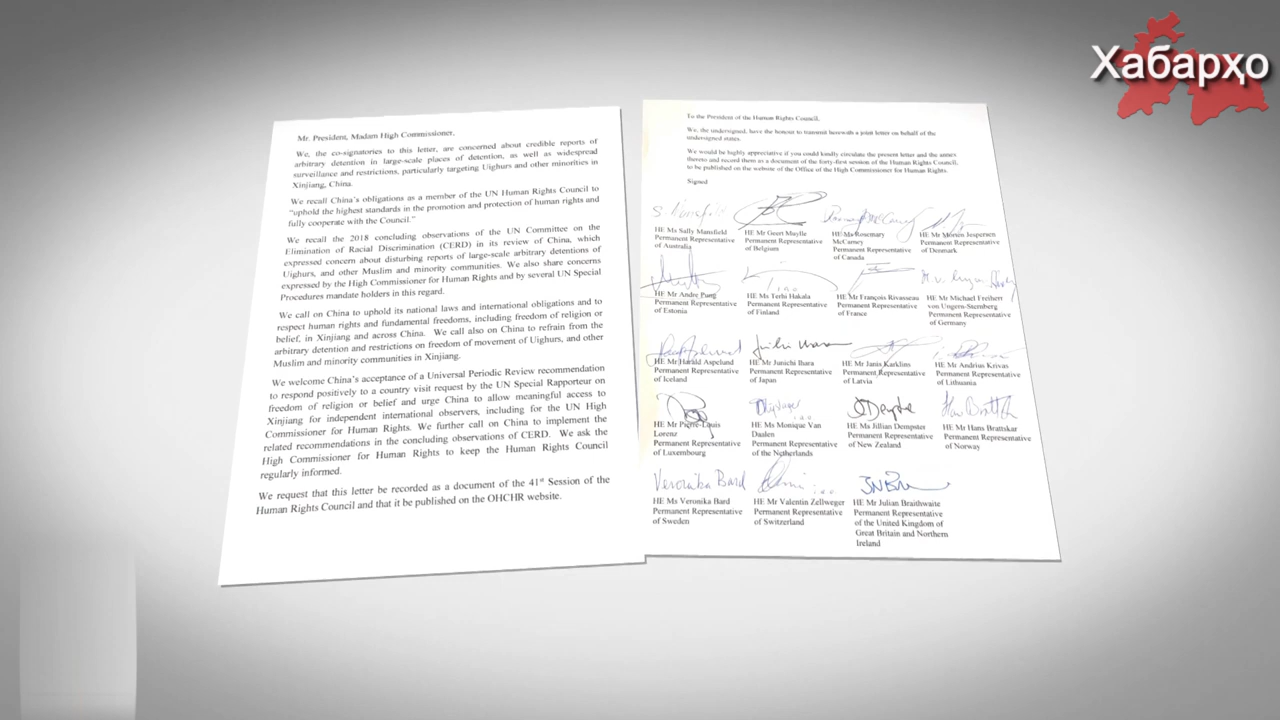 Хабарҳо
Mr. President, Madam High Commissioner,
We, the co-signatories to this letter, are concerned about credible reports of
arbitrary detention in large-scale places of detention, as well as widespread
surveillance and restrictions, particularly targeting Uighurs and other minorities in
Xinjiang, China.
We recall China's obligations as a member of the UN Human Rights Council to
"uphold the highest standards in the promotion and protection of human rights and
fully cooperate with the Council."
We recall the 2018 concluding observations of the UN Committee on the
Elimination of Racial Discrimination (CERD) in its review of China, which
expressed concern about disturbing reports of large-scale arbitrary detentions of
Uighurs, and other Muslim and minority communities. We also share concerns
expressed by the High Commissioner for Human Rights and by several UN Special
Procedures mandate holders in this regard.
We call on China to uphold its national laws and international obligations and to
respect human rights and fundamental freedoms, including freedom of religion or
belief, in Xinjiang and across China. We call also on China to refrain from the
arbitrary detention and restrictions on freedom of movement of Uighurs, and other
Muslim and minority communities in Xinjiang.
We welcome China's acceptance of a Universal Periodic Review recommendation
to respond positively to a country visit request by the UN Special Rapporteur on
freedom of religion or belief and urge China to allow meaningful access to
Xinjiang for independent international observers, including for the UN High
Commissioner for Human Rights. We further call on China to implement the
related recommendations in the concluding observations of CERD. We ask the
High Commissioner for Human Rights to keep the Human Rights Council
regularly informed.
We request that this letter be recorded as a document of the 41st Session of the
Human Rights Council and that it be published on the OHCHR website.
To the President of the Human Rights Council,
We, the undersigned, have the honour to transmit herewith a joint letter on behalf of the
undersigned states.
We would be highly appreciative if you could kindly circulate the present letter and the annex
thereto and record them as a document of the forty-first session of the Human Rights Council,
to be published on the website of the Office of the High Commissioner for Human Rights.
Signed
HE Ms Sally Mansfield
Permanent Representative
of Australia
HE Mr Geert Muylle
Permanent Representative
of Belgium
HE Ms Rosemary
McCarney
Permanent Representative of
Canada
HE Mr Morten Jespersen
Permanent Representative
of Denmark
HE Mr Andre Pung
Permanent Representative
of Estonia
HE Ms Terhi Hakala
Permanent Representative
of Finland
HE Mr François Rivasseau
Permanent Representative
of France
HE Mr Michael Freiherr
von Ungern-Sternberg
Permanent Representative
of Germany
HE Mr Harald Aspelund
Permanent Representative
of Iceland
HE Mr Junichi Ihara
Permanent Representative
of Japan
HE Mr Janis Karklins
Permanent Representative
of Latvia
HE Mr Andrius Krivas
Permanent Representative
of Lithuania
HE Mr Pierre-Louis
Lorenz
Permanent Representative
of Luxembourg
HE Ms Monique Van
Daalen
Permanent Representative
of the Netherlands
HE Ms Jillian Dempster
Permanent Representative
of New Zealand
HE Mr Hans Brattskar
Permanent Representative
of Norway
Veronika Bard
HE Ms Veronika Bard
Permanent Representative
of Sweden
HE Mr Valentin Zellweger
Permanent Representative
of Switzerland
HE Mr Julian Braithwaite
Permanent Representative
of the United Kingdom of
Great Britain and Northern
Ireland